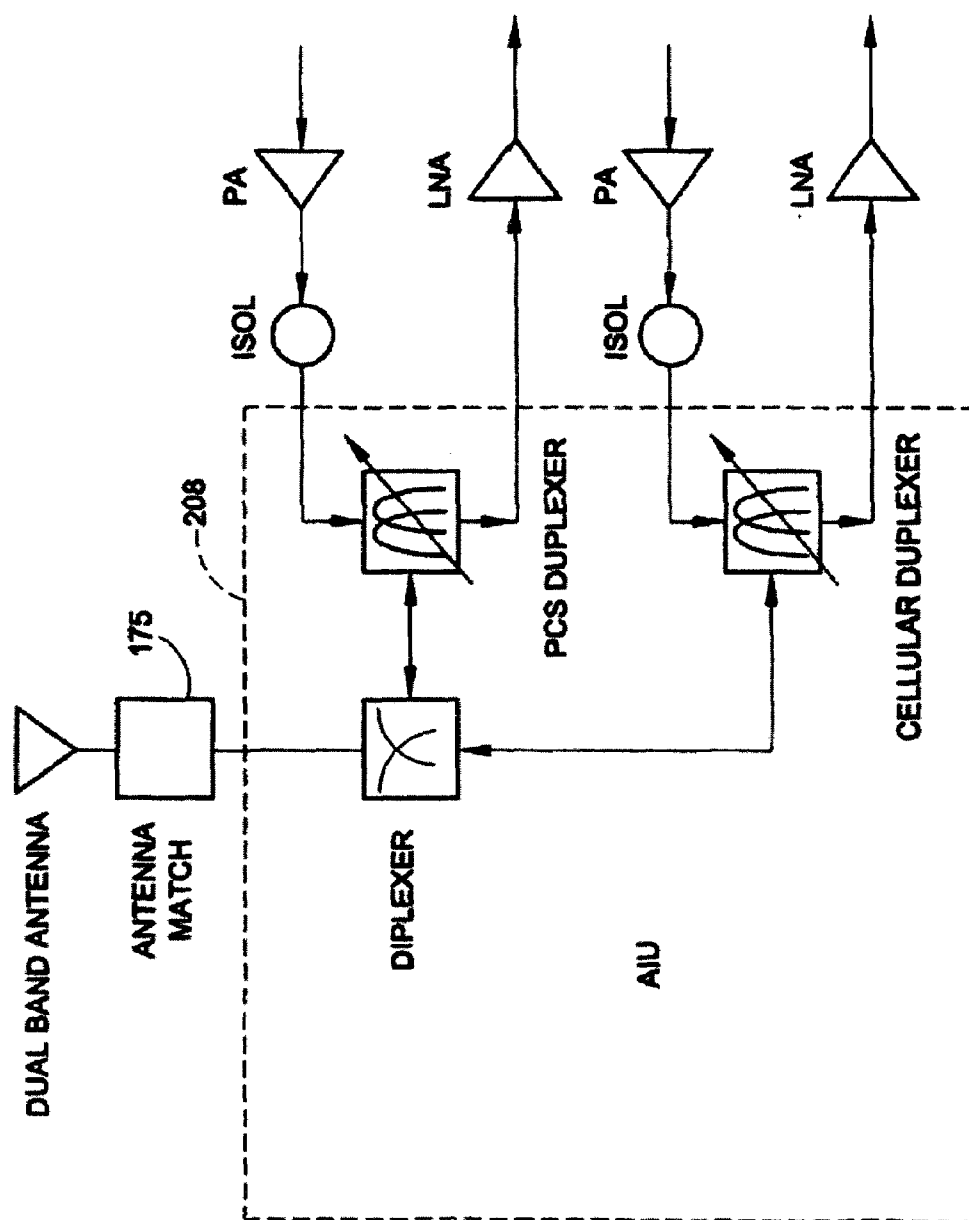 DUAL BAND ANTENNA
ANTENNA
MATCH
175
208
DIPLEXER
AIU
PCS DUPLEXER
CELLULAR DUPLEXER
ISOL
PA
LNA
ISOL
PA
LNA